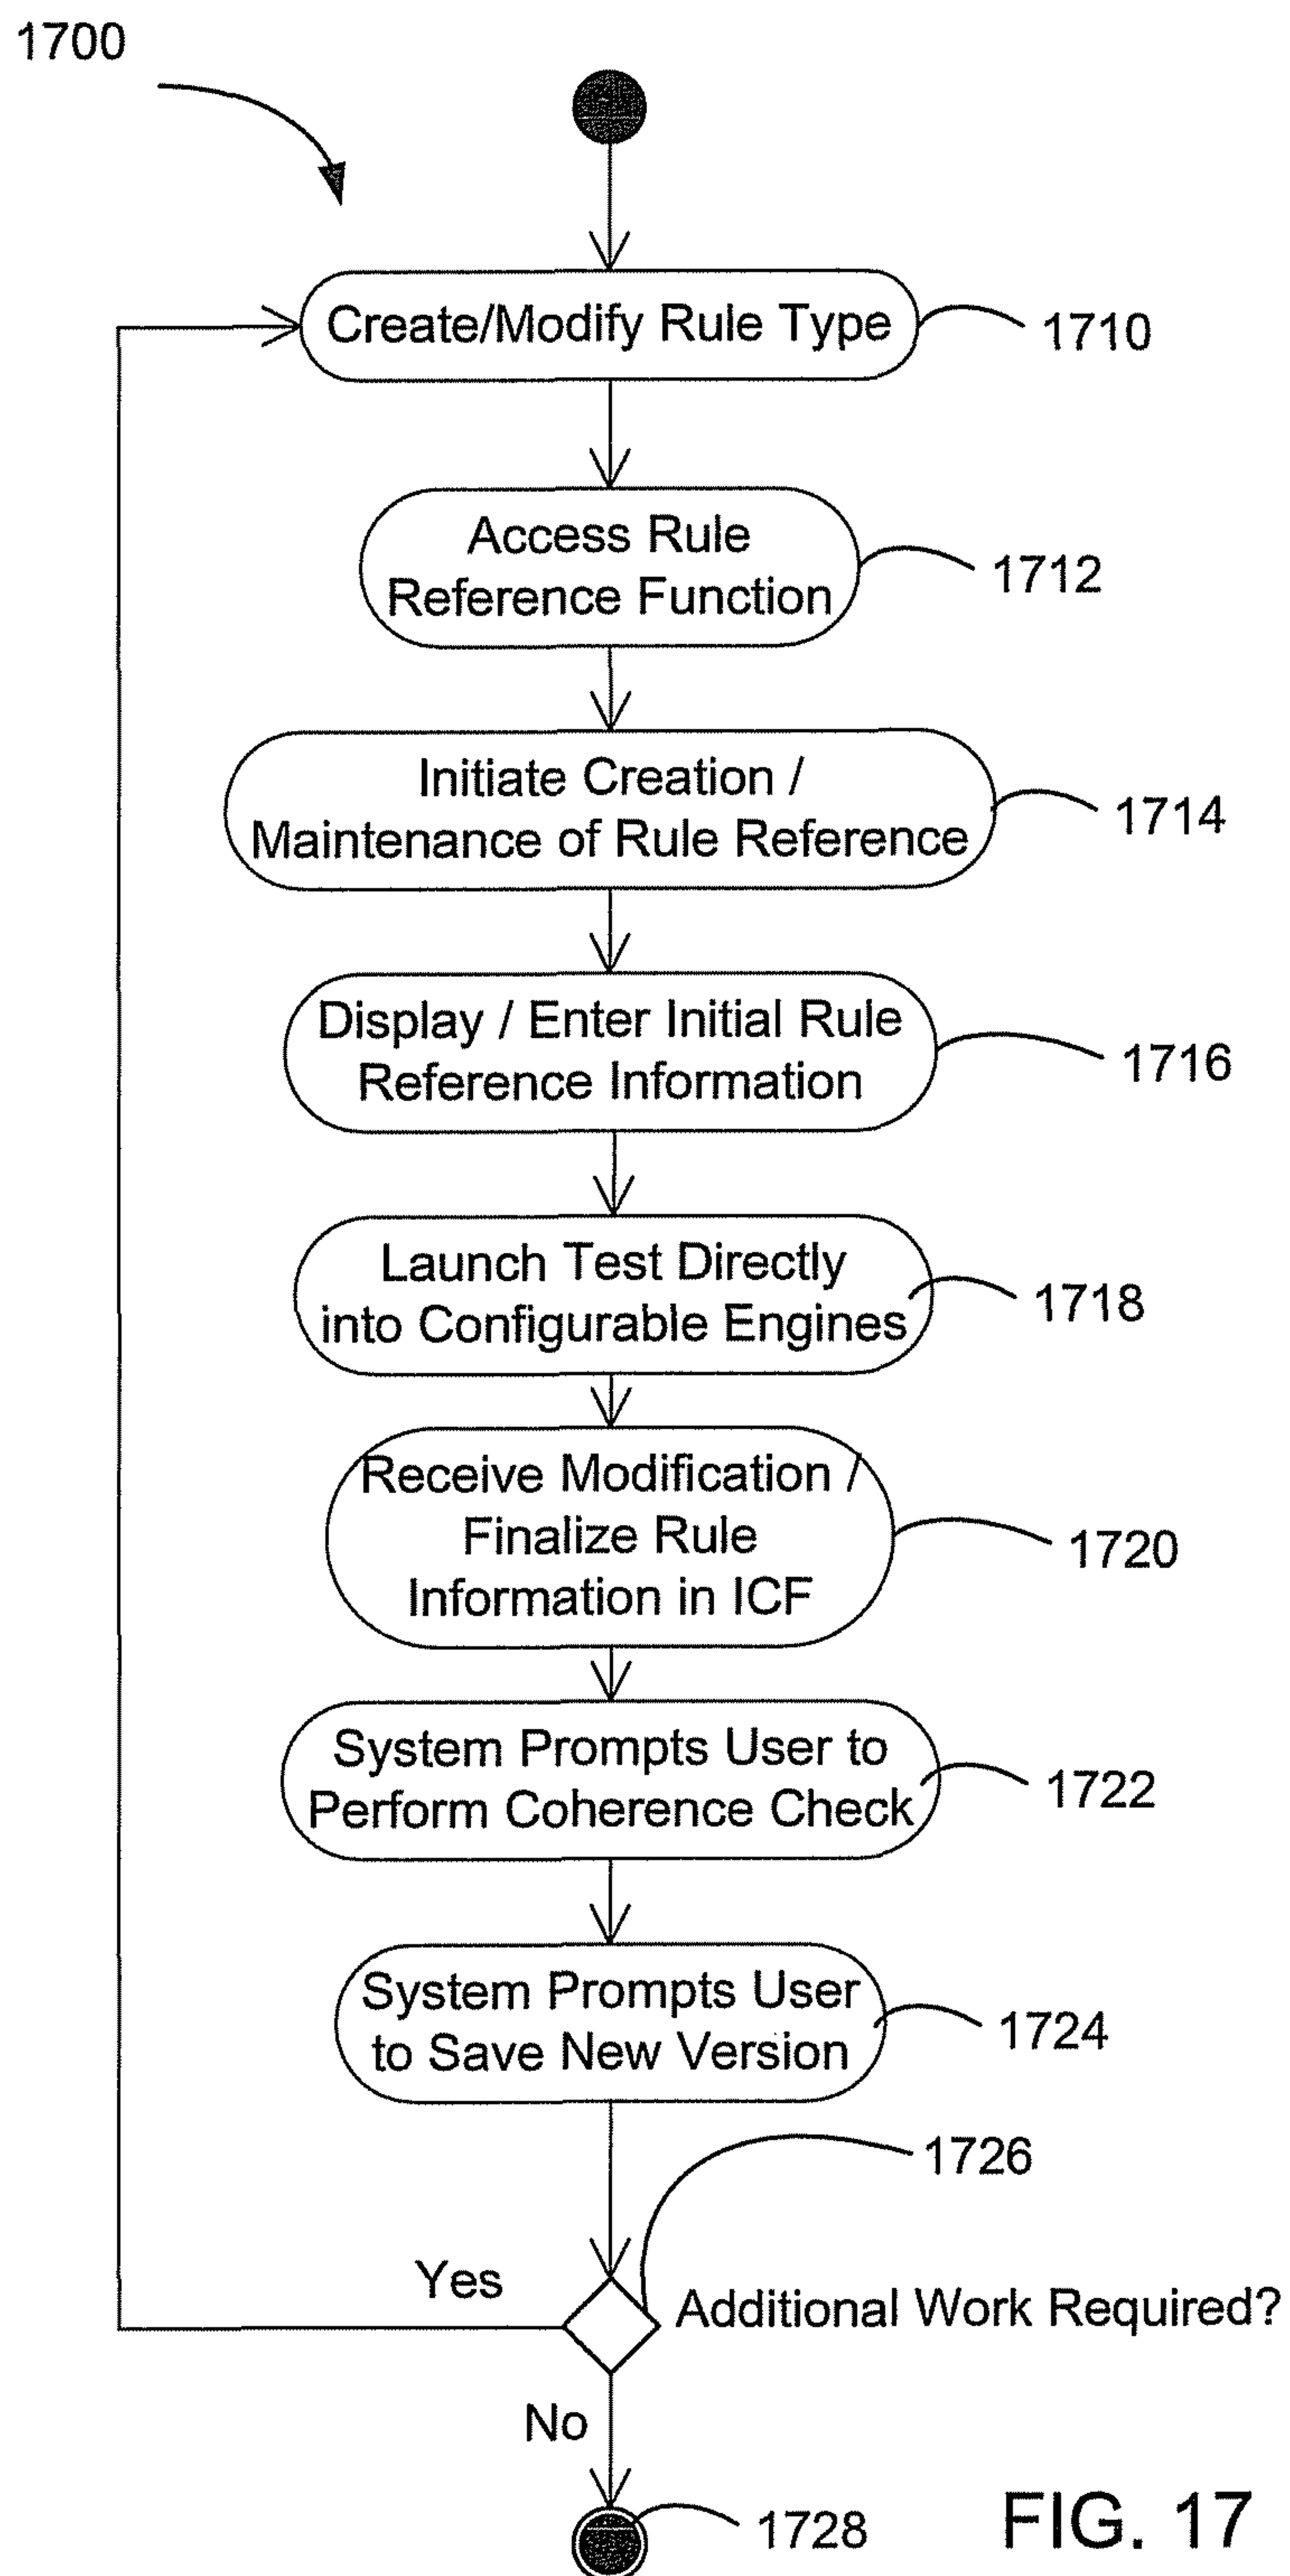 1700
Create/Modify Rule Type
1710
Access Rule
Reference Function
1712
Initiate Creation /
Maintenance of Rule Reference
1714
Display / Enter Initial Rule
Reference Information
1716
Launch Test Directly
into Configurable Engines
1718
Receive Modification /
Finalize Rule
Information in ICF
1720
System Prompts User to
Perform Coherence Check
1722
System Prompts User
to Save New Version
1724
1726
Yes
Additional Work Required?
No
1728
FIG. 17